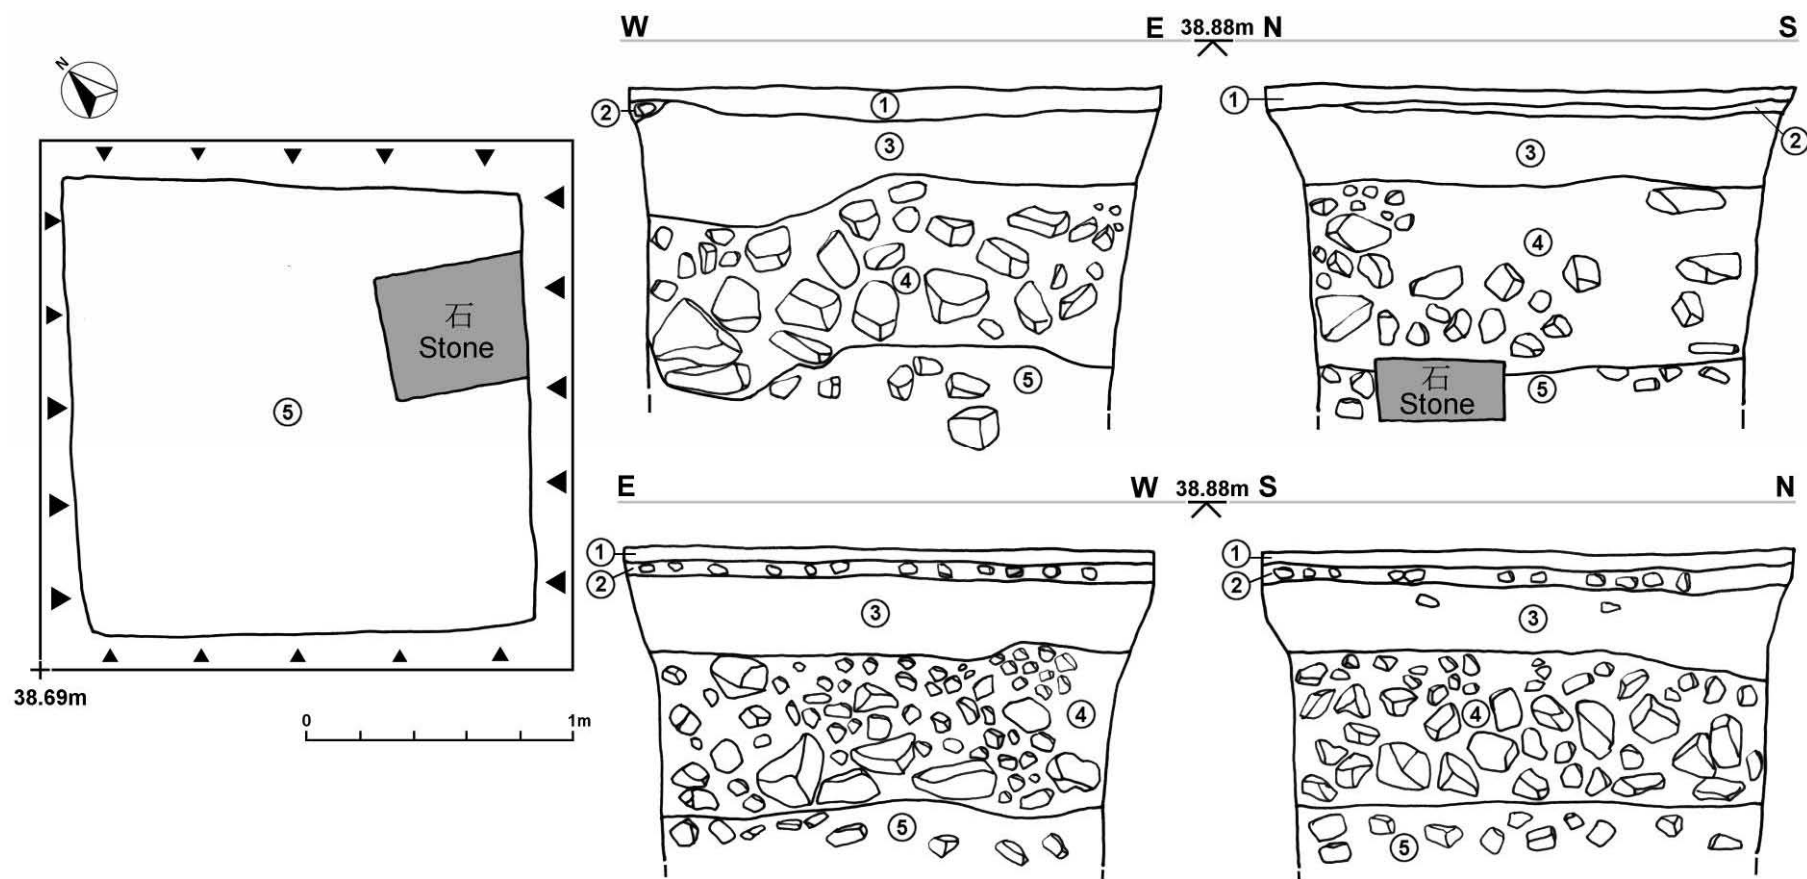 N
⑤
石
Stone
38.69m
0
1m
W
E
38.88m
N
S
①
②
③
④
⑤
①
②
③
④
⑤
石
Stone
E
W
38.88m
S
N
①
②
③
④
⑤
①
②
③
④
⑤